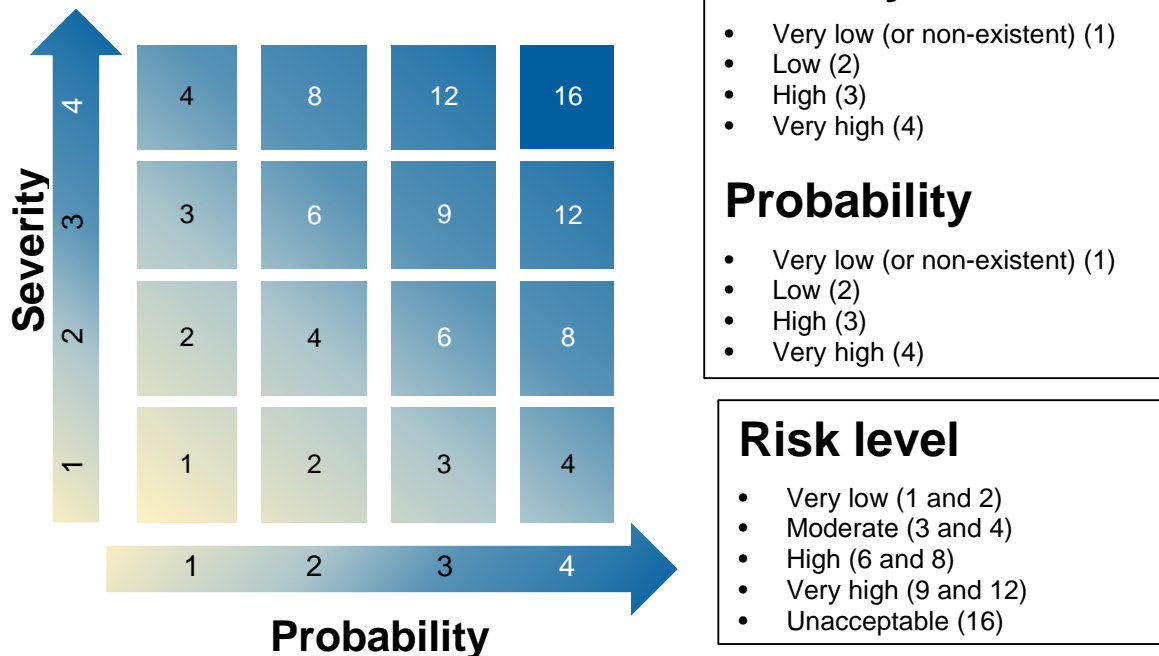 4
3
2
1
Severity
4 8 12 16
3 6 9 12
2 4 6 8
1 2 3 4
1 2 3 4
Probability
• Very low (or non-existent) (1)
• Low (2)
• High (3)
• Very high (4)
Probability
• Very low (or non-existent) (1)
• Low (2)
• High (3)
• Very high (4)
Risk level
• Very low (1 and 2)
• Moderate (3 and 4)
• High (6 and 8)
• Very high (9 and 12)
• Unacceptable (16)